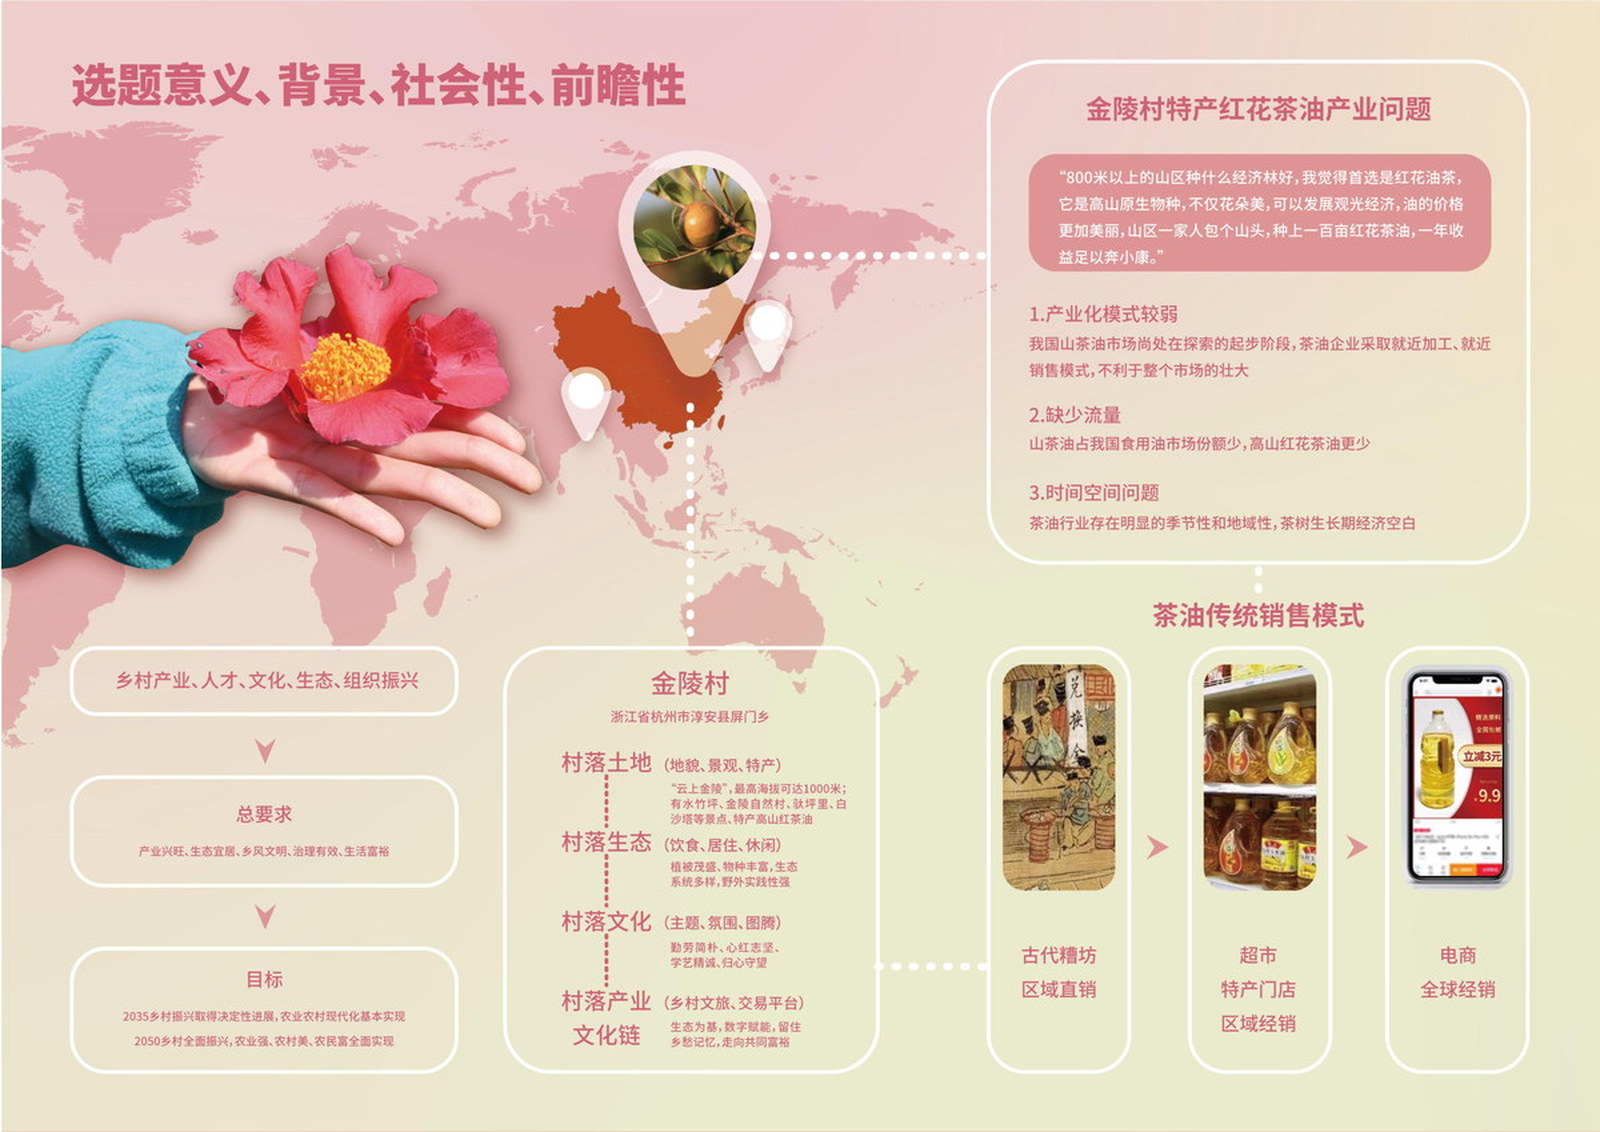 选题意义、背景、社会性、前瞻性
金陵村特产红花茶油产业问题
“800米以上的山区种什么经济林好，我觉得首选是红花油茶，
它是高山原生物种，不仅花朵美，可以发展观光经济，油的价格
更加美丽，山区一家人包个山头，种上一百亩红花茶油，一年收
益足以奔小康。”
1.产业化模式较弱
我国山茶油市场尚处在探索的起步阶段，茶油企业采取就近加工、就近
销售模式，不利于整个市场的壮大
2.缺少流量
山茶油占我国食用油市场份额少，高山红花茶油更少
3.时间空间问题
茶油行业存在明显的季节性和地域性，茶树生长期经济空白
乡村产业、人才、文化、生态、组织振兴
总要求
产业兴旺、生态宜居、乡风文明、治理有效、生活富裕
目标
2035乡村振兴取得决定性进展，农业农村现代化基本实现
2050乡村全面振兴，农业强、农村美、农民富全面实现
金陵村
浙江省杭州市淳安县屏门乡
村落土地（地貌、景观、特产）
“云上金陵”，最高海拔可达1000米；
有水竹坪、金陵自然村、驮坪里、白
沙塔等景点、特产高山红茶油
村落生态（饮食、居住、休闲）
植被茂盛、物种丰富，生态
系统多样，野外实践性强
村落文化（主题、氛围、图腾）
勤劳简朴、心红志坚、
学艺精诚、归心守望
村落产业（乡村文旅、交易平台）
文化链
生态为基，数字赋能，留住
乡愁记忆，走向共同富裕
茶油传统销售模式
兑换金
古代糟坊
区域直销
超市
特产门店
区域经销
精选原料
全国包邮
立减3元
9.9
电商
全球经销